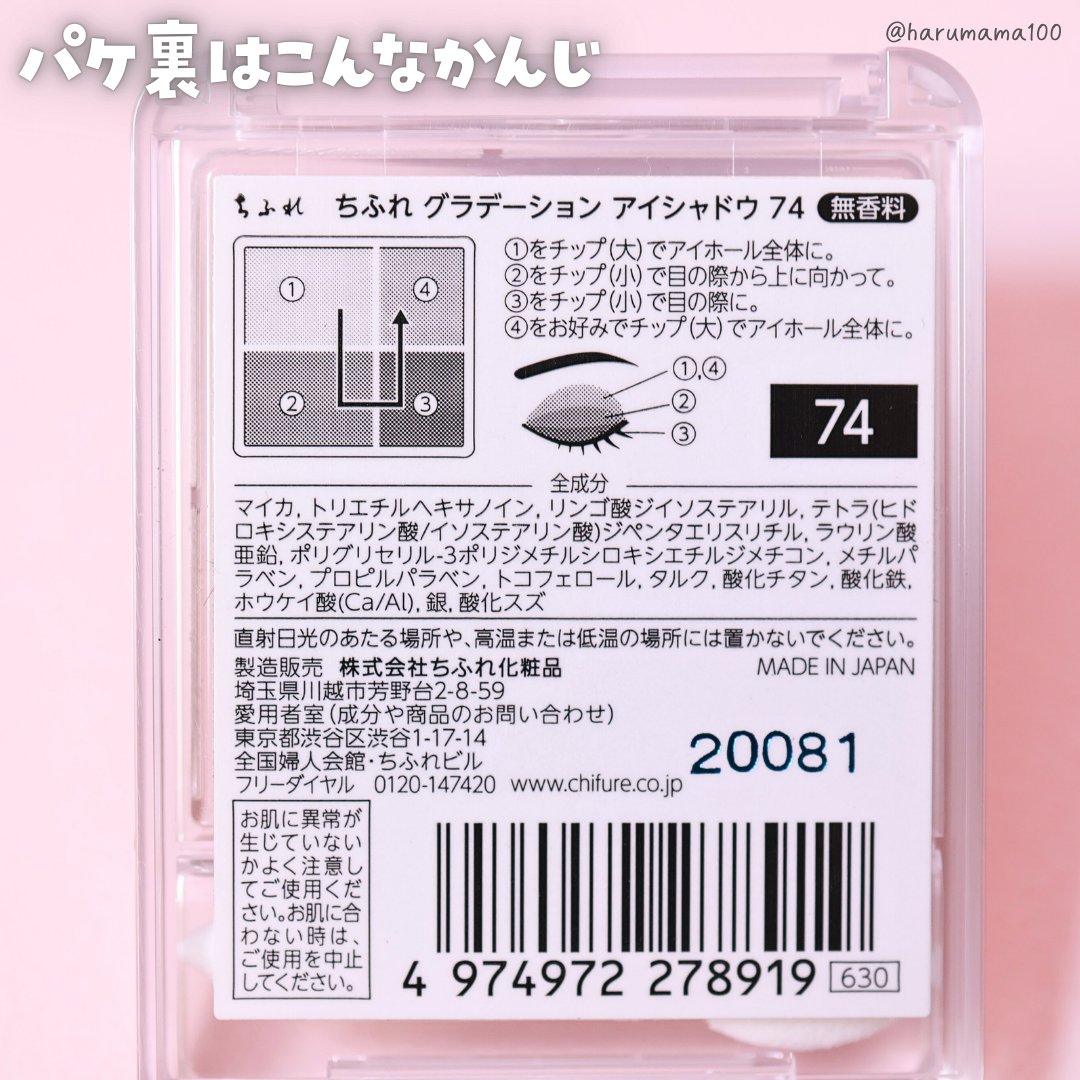 パケ裏はこんなかんじ
@harumama100
ちふれ ちふれ グラデーション アイシャドウ 74 無香料
① ④
② ③
①をチップ(大)でアイホール全体に。
②をチップ(小)で目の際から上に向かって。
③をチップ(小)で目の際に。
④をお好みでチップ(大)でアイホール全体に。
①,④
②
③
74
全成分
マイカ, トリエチルヘキサノイン, リンゴ酸ジイソステアリル, テトラ(ヒド
ロキシステアリン酸/イソステアリン酸)ジペンタエリスリチル, ラウリン酸
亜鉛, ポリグリセリル-3ポリジメチルシロキシエチルジメチコン, メチルパ
ラベン, プロピルパラベン, トコフェロール, タルク, 酸化チタン, 酸化鉄,
ホウケイ酸(Ca/Al), 銀, 酸化スズ
直射日光のあたる場所や、高温または低温の場所には置かないでください。
製造販売 株式会社ちふれ化粧品 MADE IN JAPAN
埼玉県川越市芳野台2-8-59
愛用者室(成分や商品のお問い合わせ)
東京都渋谷区渋谷1-17-14
全国婦人会館・ちふれビル
フリーダイヤル 0120-147420 www.chifure.co.jp
20081
お肌に異常が
生じていない
かよく注意し
てご使用くだ
さい。お肌に合
わない時は、
ご使用を中止
してください。
4 974972 278919 630